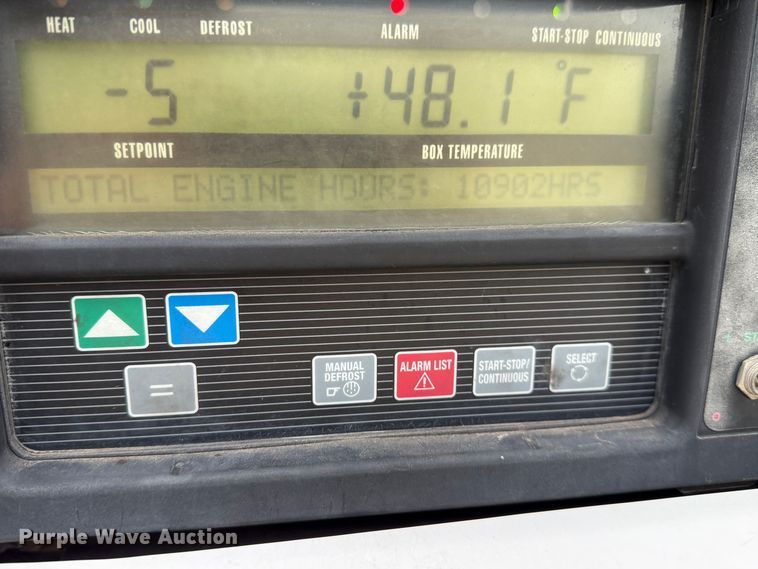 HEAT COOL DEFROST ALARM START-STOP CONTINUOUS
-5 +48.1 °F
SETPOINT BOX TEMPERATURE
TOTAL ENGINE HOURS: 10902HRS
MANUAL
DEFROST
ALARM LIST
START-STOP/
CONTINUOUS
SELECT
=
Purple Wave Auction